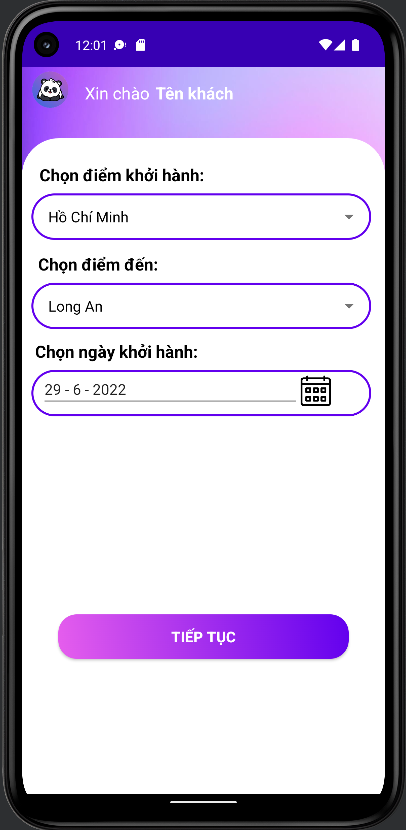 12:01
Xin chào Tên khách
Chọn điểm khởi hành:
Hồ Chí Minh
Chọn điểm đến:
Long An
Chọn ngày khởi hành:
29 - 6 - 2022
TIẾP TỤC